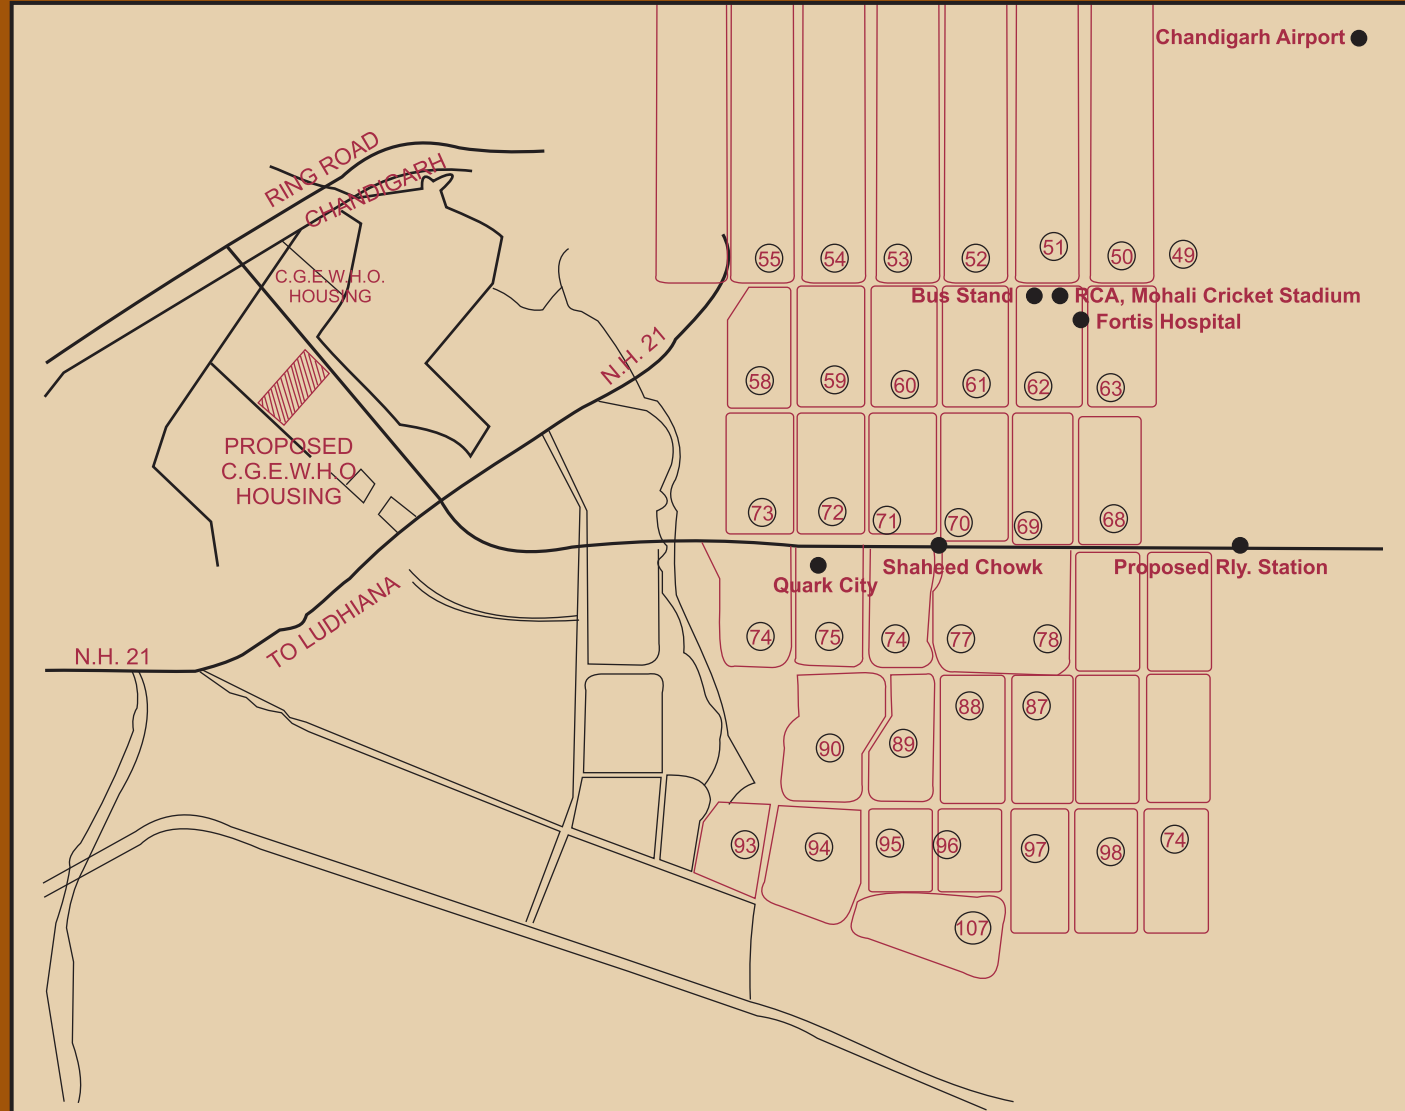 Chandigarh Airport
RING ROAD
CHANDIGARH
C.G.E.W.H.O.
HOUSING
55
54
53
52
51
50
49
Bus Stand
RCA, Mohali Cricket Stadium
Fortis Hospital
N.H. 21
58
59
60
61
62
63
PROPOSED
C.G.E.W.H.O
HOUSING
73
72
71
70
69
68
Quark City
Shaheed Chowk
Proposed Rly. Station
TO LUDHIANA
N.H. 21
74
75
74
77
78
90
89
88
87
93
94
95
96
97
98
74
107